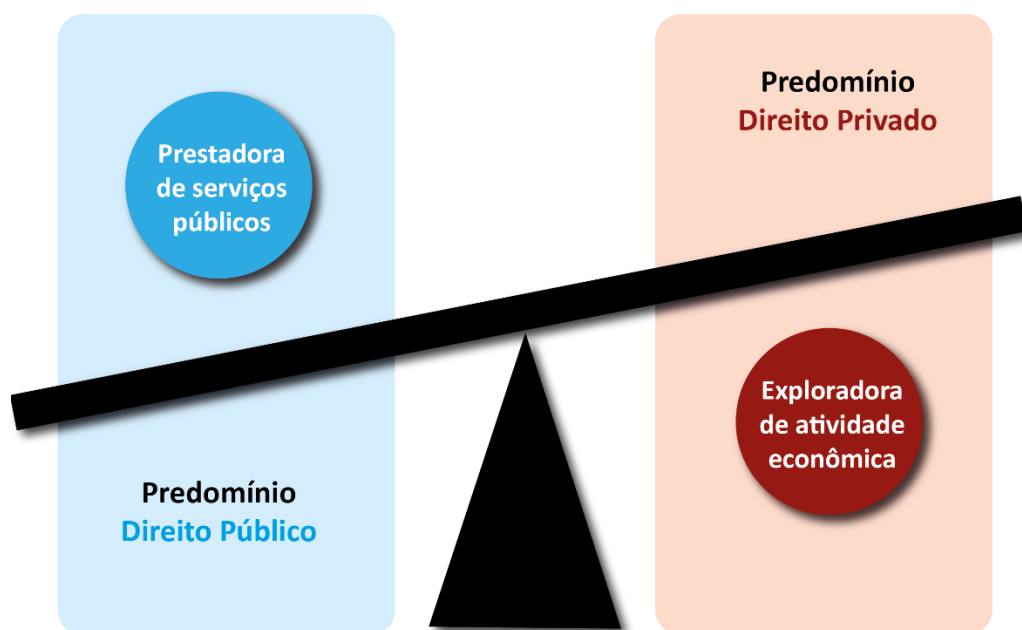 Prestadora
de serviços
públicos
Predomínio
Direito Público
Predomínio
Direito Privado
Exploradora
de atividade
econômica